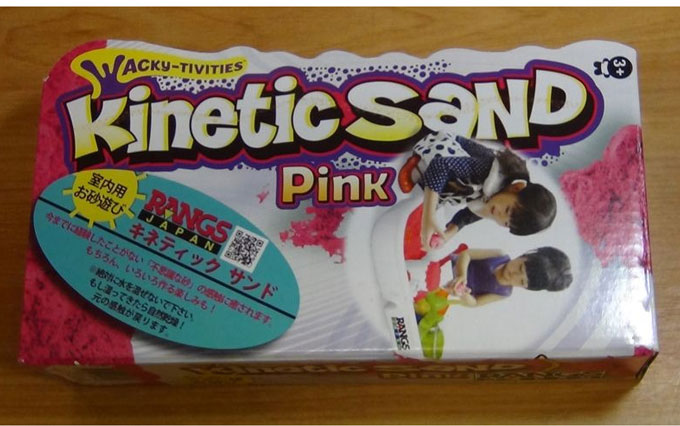 WACKY-TIVITIES
3+
Kinetic SAND
Pink
室内用
お砂遊び
RANGS
JAPAN
キネティック サンド
今までに経験したことがない「不思議な砂」の感触に癒されます。
もちろん、いろいろ作る楽しみも！
※絶対に水を混ぜないで下さい。
もし湿ってきたら自然乾燥！
元の感触が戻ります。
RANGS
Kinetic SAND